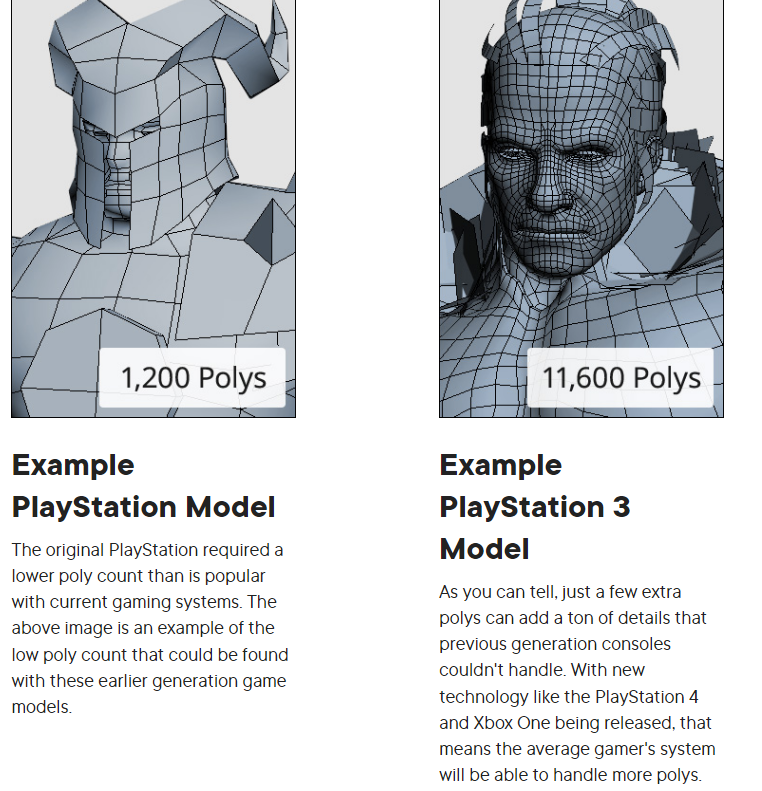 1,200 Polys
Example
PlayStation Model
The original PlayStation required a
lower poly count than is popular
with current gaming systems. The
above image is an example of the
low poly count that could be found
with these earlier generation game
models.
11,600 Polys
Example
PlayStation 3
Model
As you can tell, just a few extra
polys can add a ton of details that
previous generation consoles
couldn't handle. With new
technology like the PlayStation 4
and Xbox One being released, that
means the average gamer's system
will be able to handle more polys.